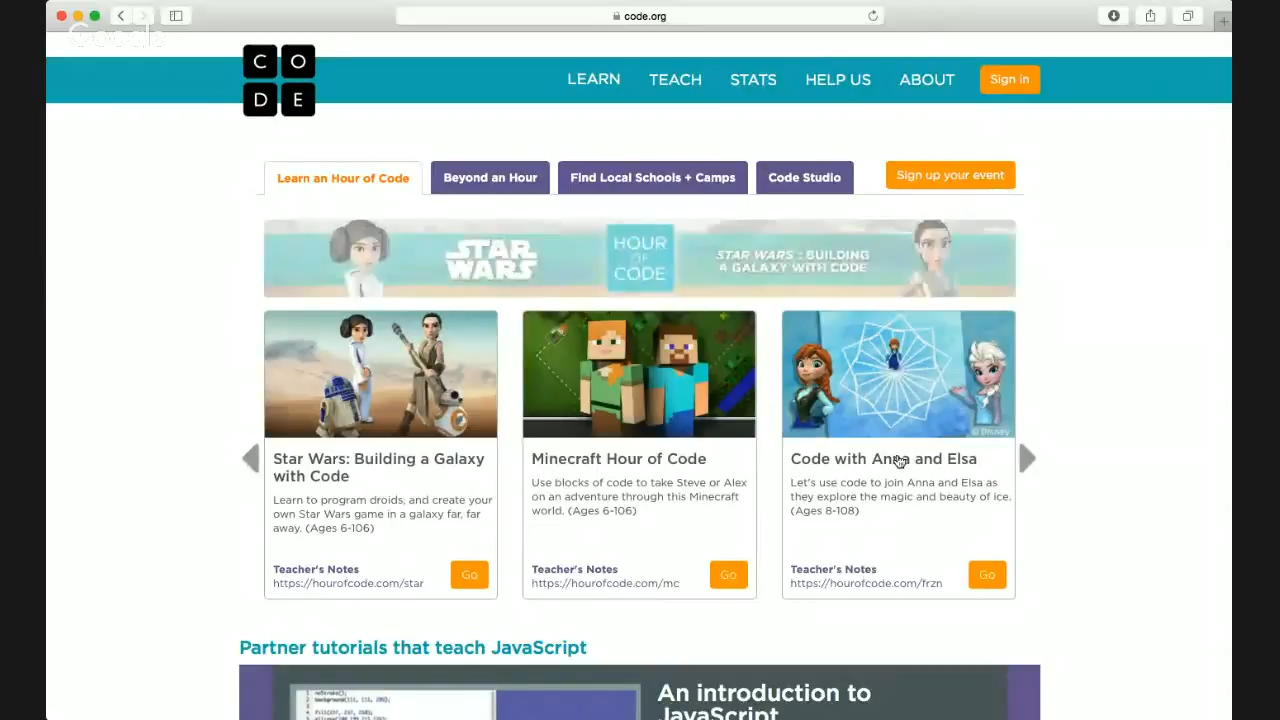 code.org
Google
C O
D E
LEARN TEACH STATS HELP US ABOUT Sign in
Learn an Hour of Code Beyond an Hour Find Local Schools + Camps Code Studio Sign up your event
STAR
WARS
HOUR
OF
CODE
STAR WARS : BUILDING
A GALAXY WITH CODE
© Disney
Star Wars: Building a Galaxy
with Code
Learn to program droids, and create your
own Star Wars game in a galaxy far, far
away. (Ages 6-106)
Teacher's Notes
https://hourofcode.com/star
Go
Minecraft Hour of Code
Use blocks of code to take Steve or Alex
on an adventure through this Minecraft
world. (Ages 6-106)
Teacher's Notes
https://hourofcode.com/mc
Go
Code with Anna and Elsa
Let's use code to join Anna and Elsa as
they explore the magic and beauty of ice.
(Ages 8-108)
Teacher's Notes
https://hourofcode.com/frzn
Go
Partner tutorials that teach JavaScript
An introduction to
JavaScript